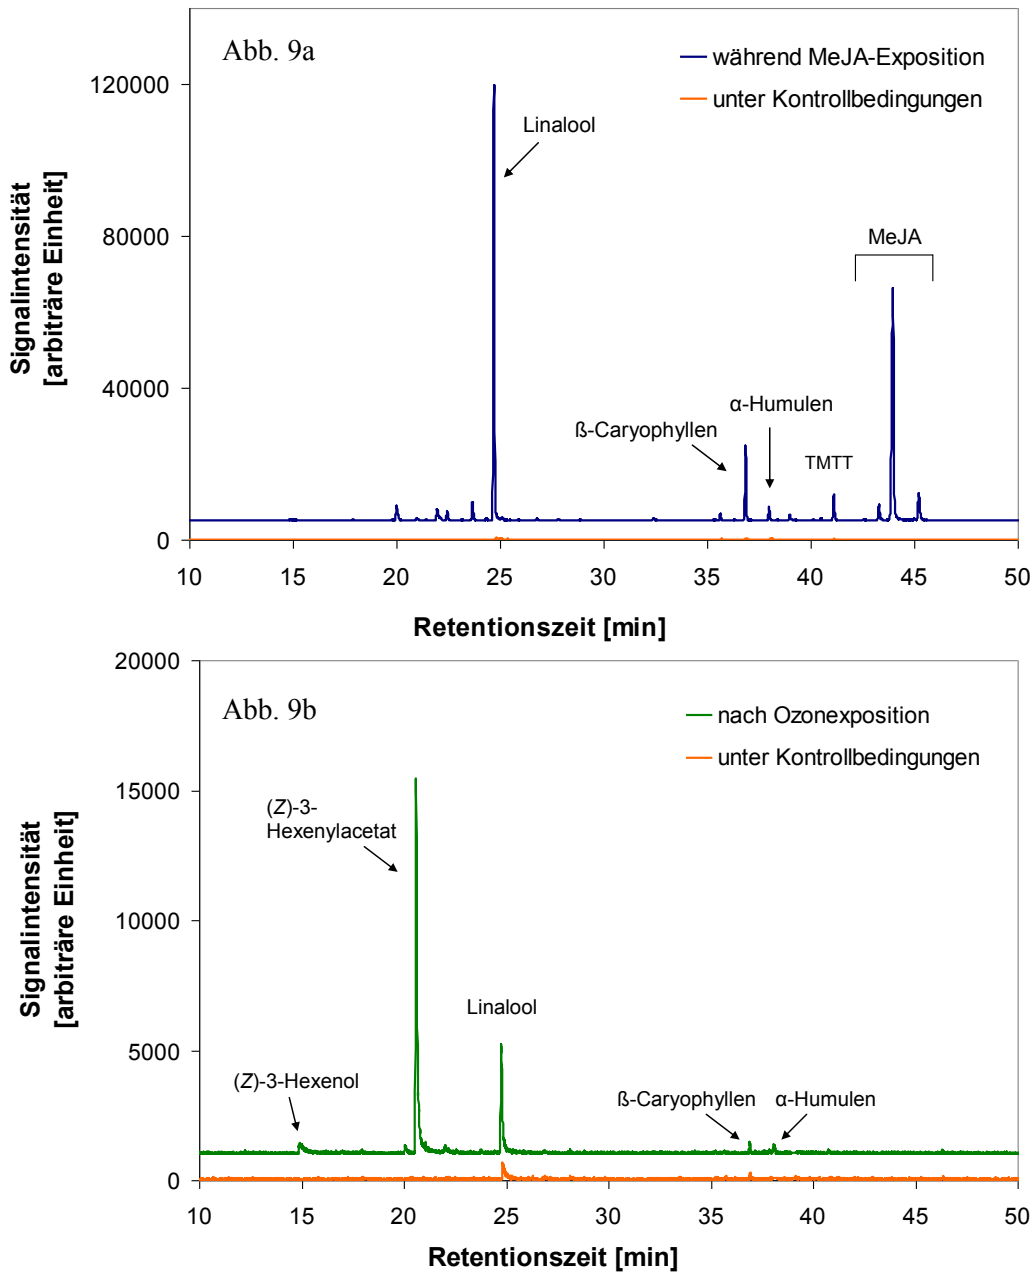 Abb. 9a
während MeJA-Exposition
unter Kontrollbedingungen
120000
80000
40000
0
Signalintensität
[arbiträre Einheit]
Linalool
MeJA
α-Humulen
ß-Caryophyllen
TMTT
10 15 20 25 30 35 40 45 50
Retentionszeit [min]
20000
15000
10000
5000
0
Abb. 9b
nach Ozonexposition
unter Kontrollbedingungen
Signalintensität
[arbiträre Einheit]
(Z)-3-
Hexenylacetat
Linalool
(Z)-3-Hexenol
ß-Caryophyllen
α-Humulen
10 15 20 25 30 35 40 45 50
Retentionszeit [min]